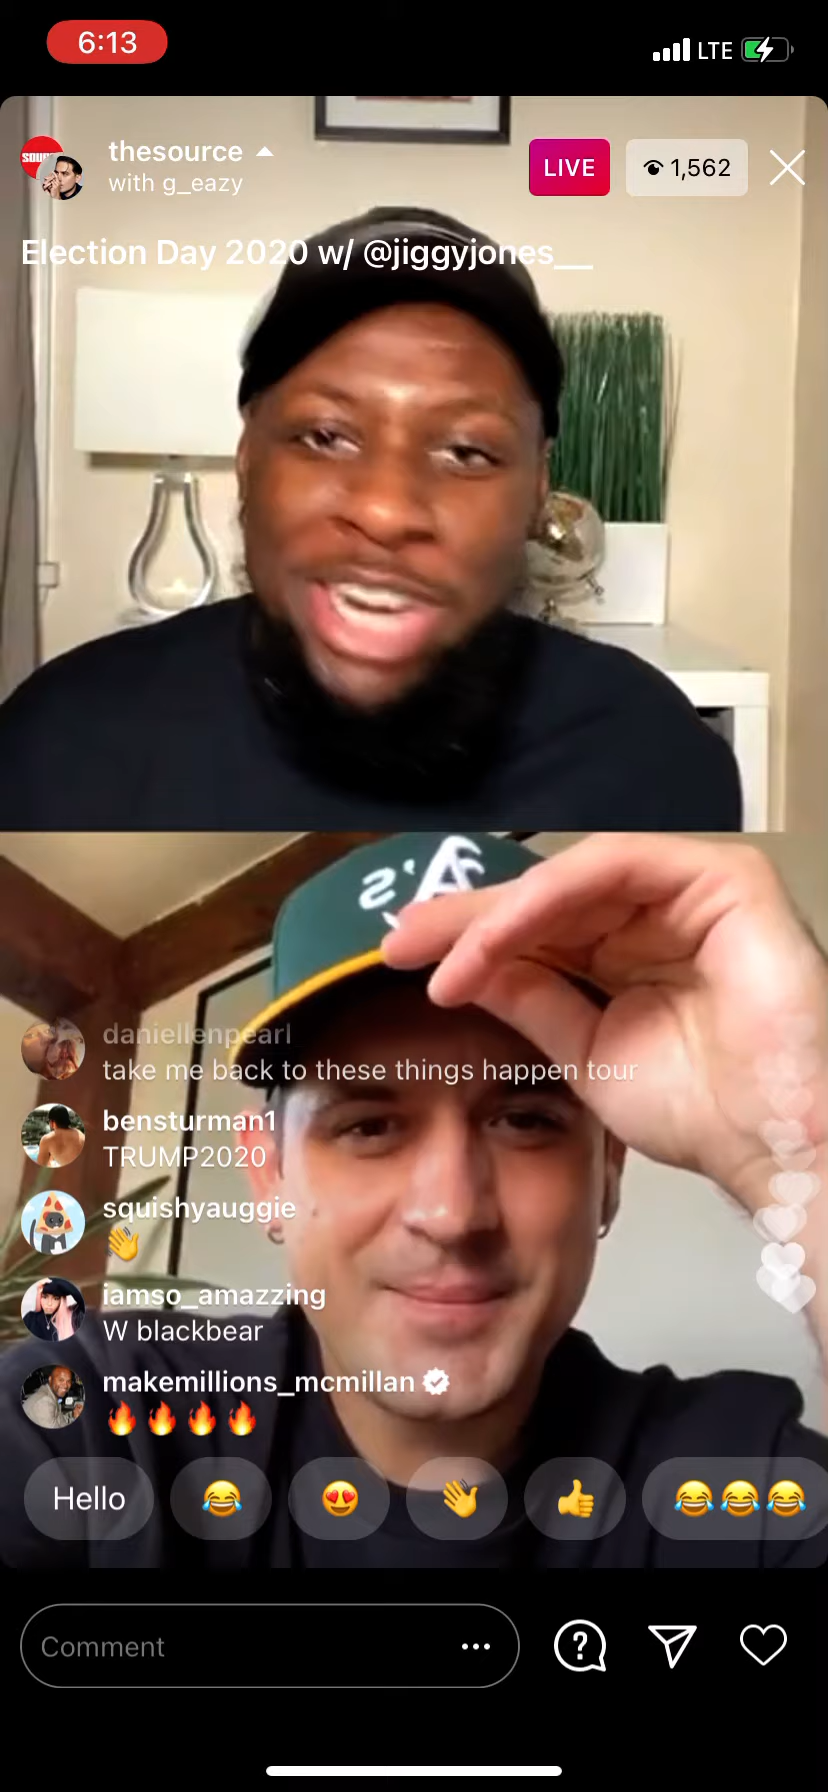 6:13
LTE
SOU
thesource
with g_eazy
LIVE
1,562
Election Day 2020 w/ @jiggyjones__
A's
daniellenpearl
take me back to these things happen tour
bensturman1
TRUMP2020
squishyauggie
👋
iamso_amazzing
W blackbear
makemillions_mcmillan
🔥🔥🔥🔥
Hello 😂 😍 👋 👍 😂😂😂
Comment